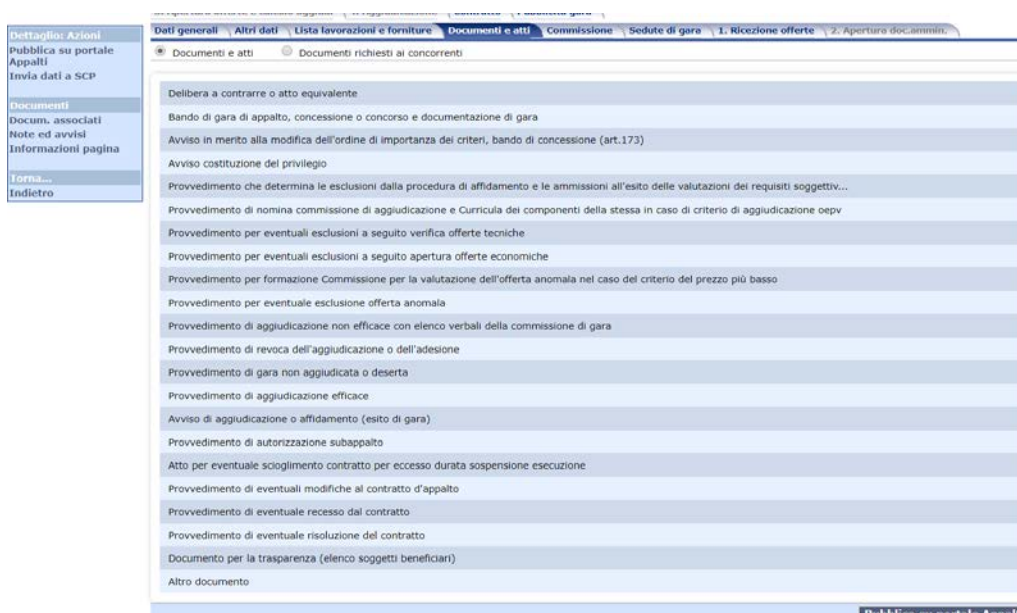 Contratto
Dettaglio: Azioni
Pubblica su portale
Appalti
Invia dati a SCP
Documenti
Docum. associati
Note ed avvisi
Informazioni pagina
Torna...
Indietro
Dati generali Altri dati Lista lavorazioni e forniture Documenti e atti Commissione Sedute di gara 1. Ricezione offerte 2. Apertura doc.ammin.
Documenti e atti Documenti richiesti ai concorrenti
Delibera a contrarre o atto equivalente
Bando di gara di appalto, concessione o concorso e documentazione di gara
Avviso in merito alla modifica dell'ordine di importanza dei criteri, bando di concessione (art.173)
Avviso costituzione del privilegio
Provvedimento che determina le esclusioni dalla procedura di affidamento e le ammissioni all'esito delle valutazioni dei requisiti soggettiv...
Provvedimento di nomina commissione di aggiudicazione e Curricula dei componenti della stessa in caso di criterio di aggiudicazione oepv
Provvedimento per eventuali esclusioni a seguito verifica offerte tecniche
Provvedimento per eventuali esclusioni a seguito apertura offerte economiche
Provvedimento per formazione Commissione per la valutazione dell'offerta anomala nel caso del criterio del prezzo più basso
Provvedimento per eventuale esclusione offerta anomala
Provvedimento di aggiudicazione non efficace con elenco verbali della commissione di gara
Provvedimento di revoca dell'aggiudicazione o dell'adesione
Provvedimento di gara non aggiudicata o deserta
Provvedimento di aggiudicazione efficace
Avviso di aggiudicazione o affidamento (esito di gara)
Provvedimento di autorizzazione subappalto
Atto per eventuale scioglimento contratto per eccesso durata sospensione esecuzione
Provvedimento di eventuali modifiche al contratto d'appalto
Provvedimento di eventuale recesso dal contratto
Provvedimento di eventuale risoluzione del contratto
Documento per la trasparenza (elenco soggetti beneficiari)
Altro documento